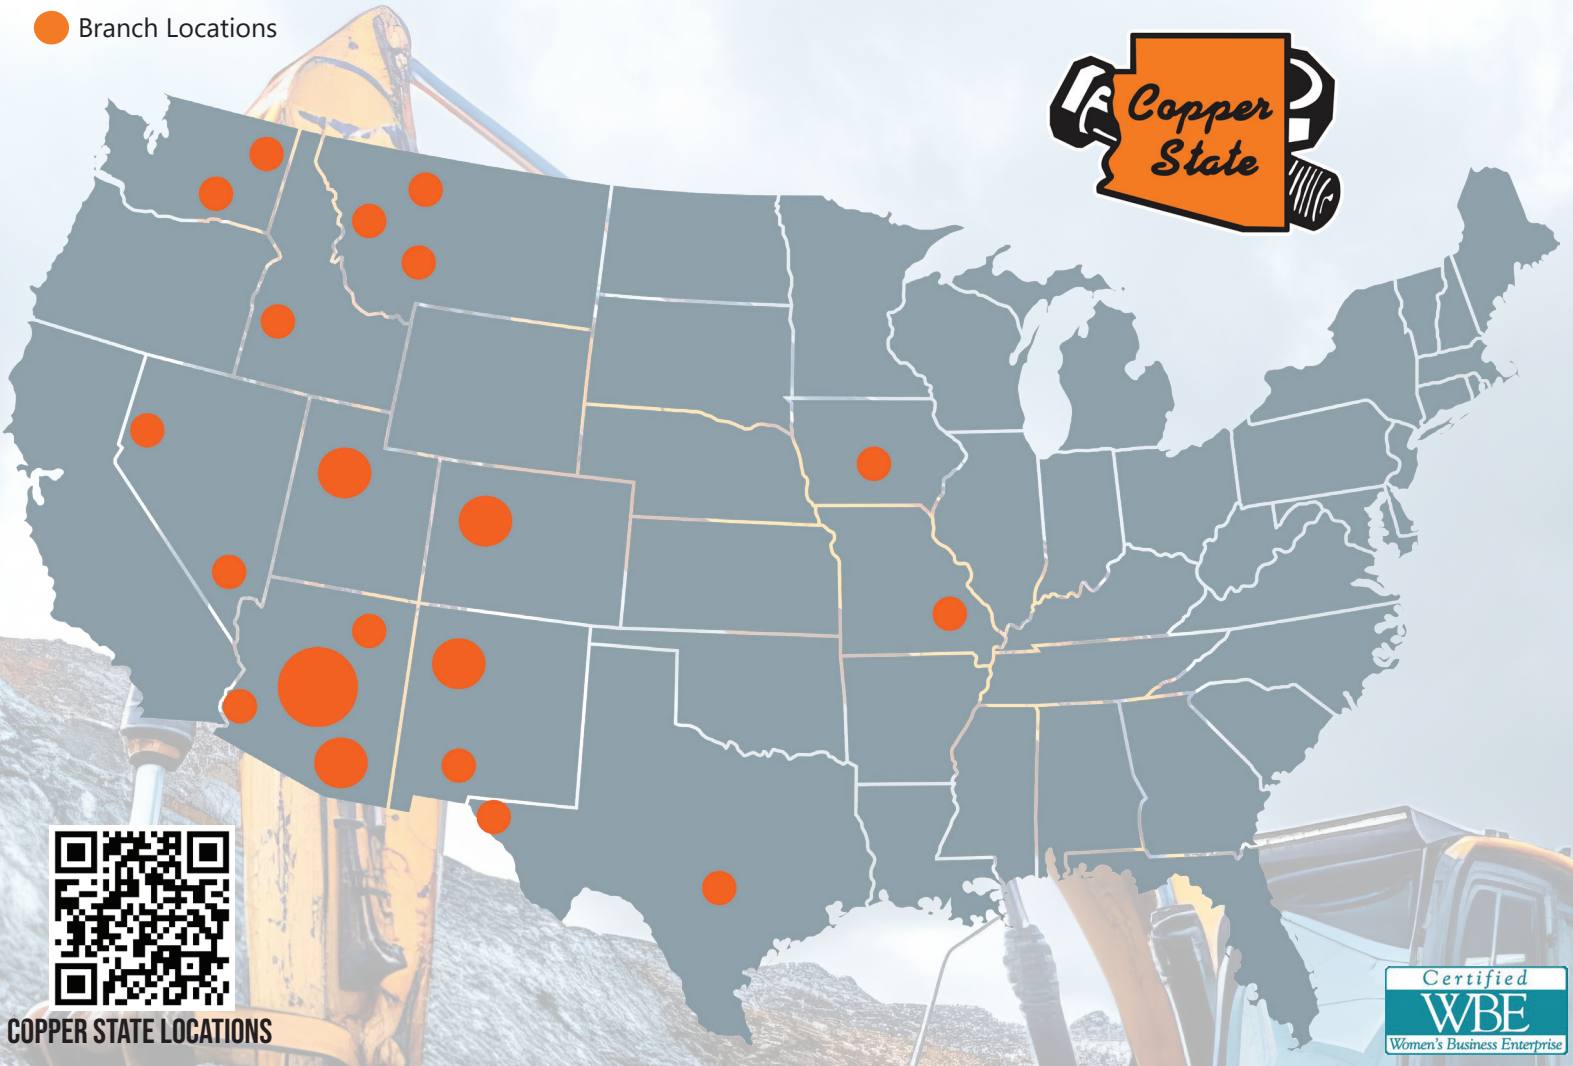 Branch Locations
Copper
State
COPPER STATE LOCATIONS
Certified
WBE
Women's Business Enterprise